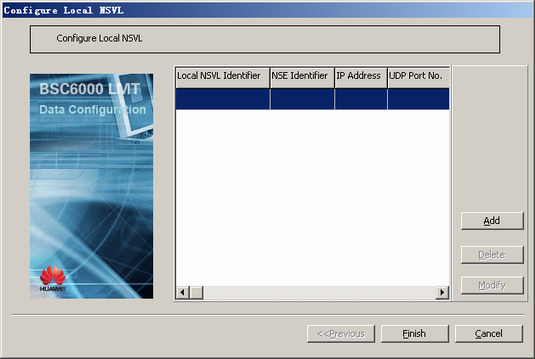 Configure Local NSVL
Configure Local NSVL
BSC6000 LMT
Data Configuration
HUAWEI
Local NSVL Identifier NSE Identifier IP Address UDP Port No.
Add
Delete
Modify
<<Previous Finish Cancel